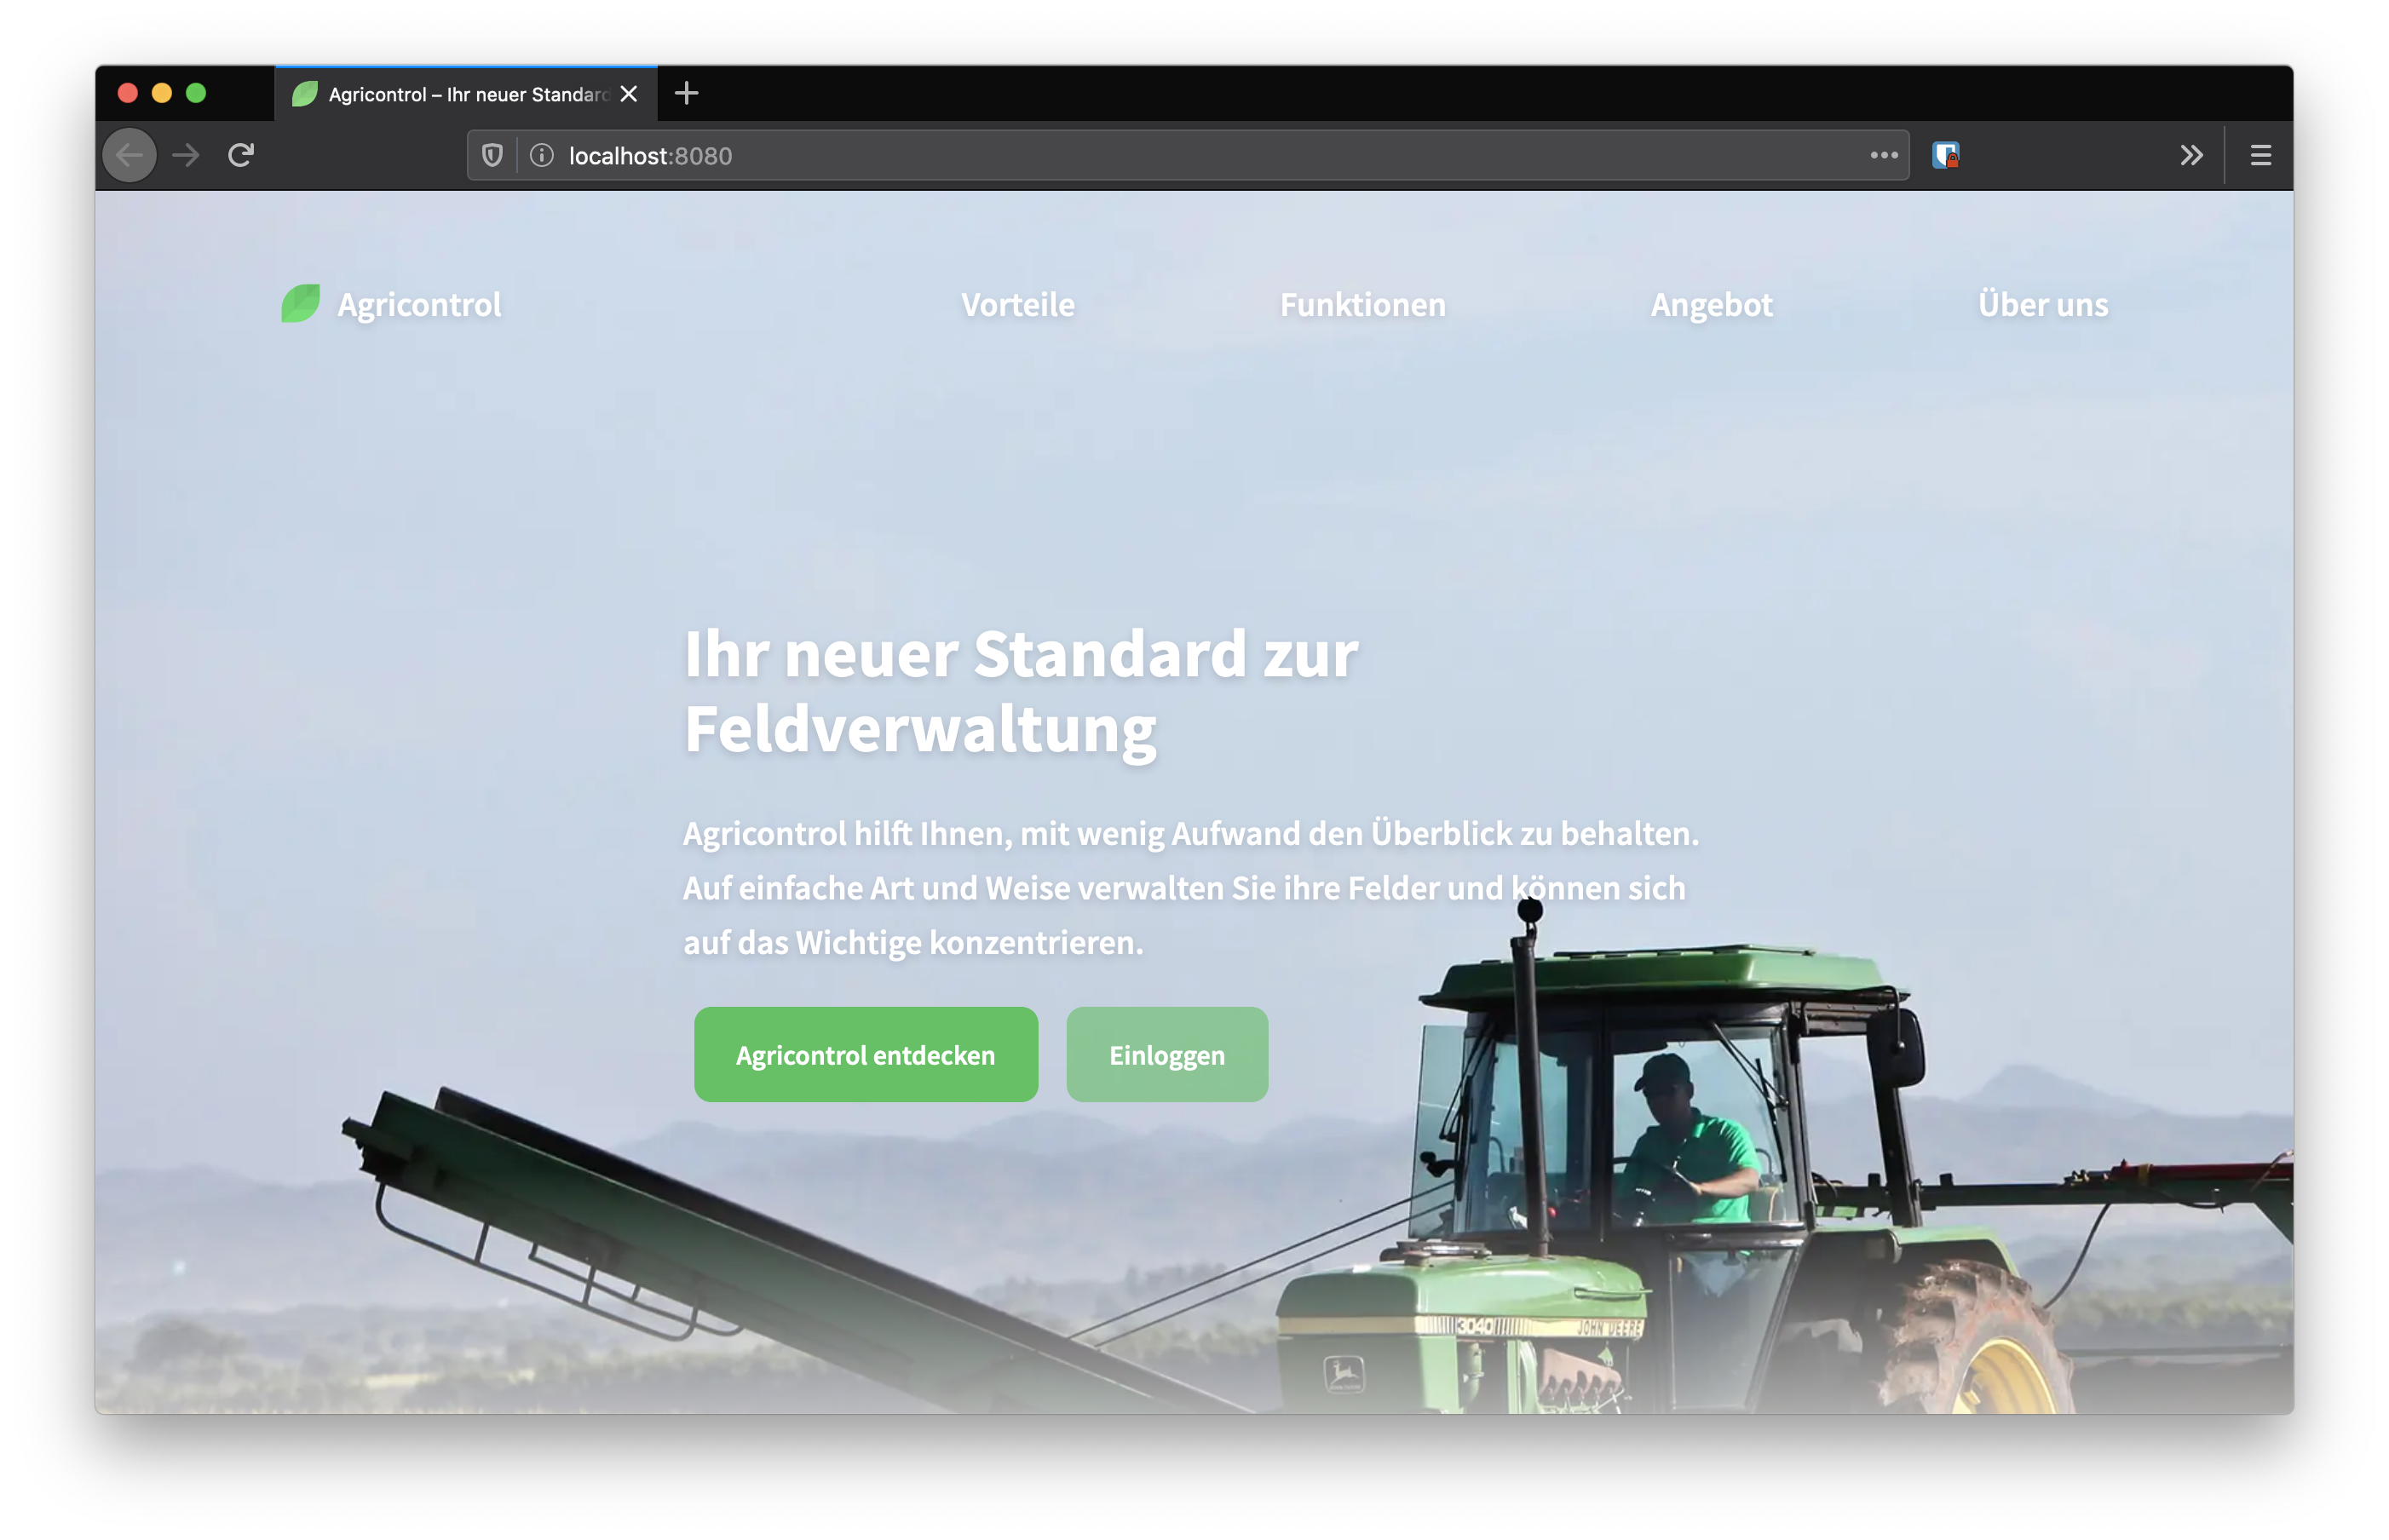 Agricontrol – Ihr neuer Standard
localhost:8080
Agricontrol
Vorteile
Funktionen
Angebot
Über uns
Ihr neuer Standard zur
Feldverwaltung
Agricontrol hilft Ihnen, mit wenig Aufwand den Überblick zu behalten.
Auf einfache Art und Weise verwalten Sie ihre Felder und können sich
auf das Wichtige konzentrieren.
Agricontrol entdecken
Einloggen
3040
JOHN DEERE